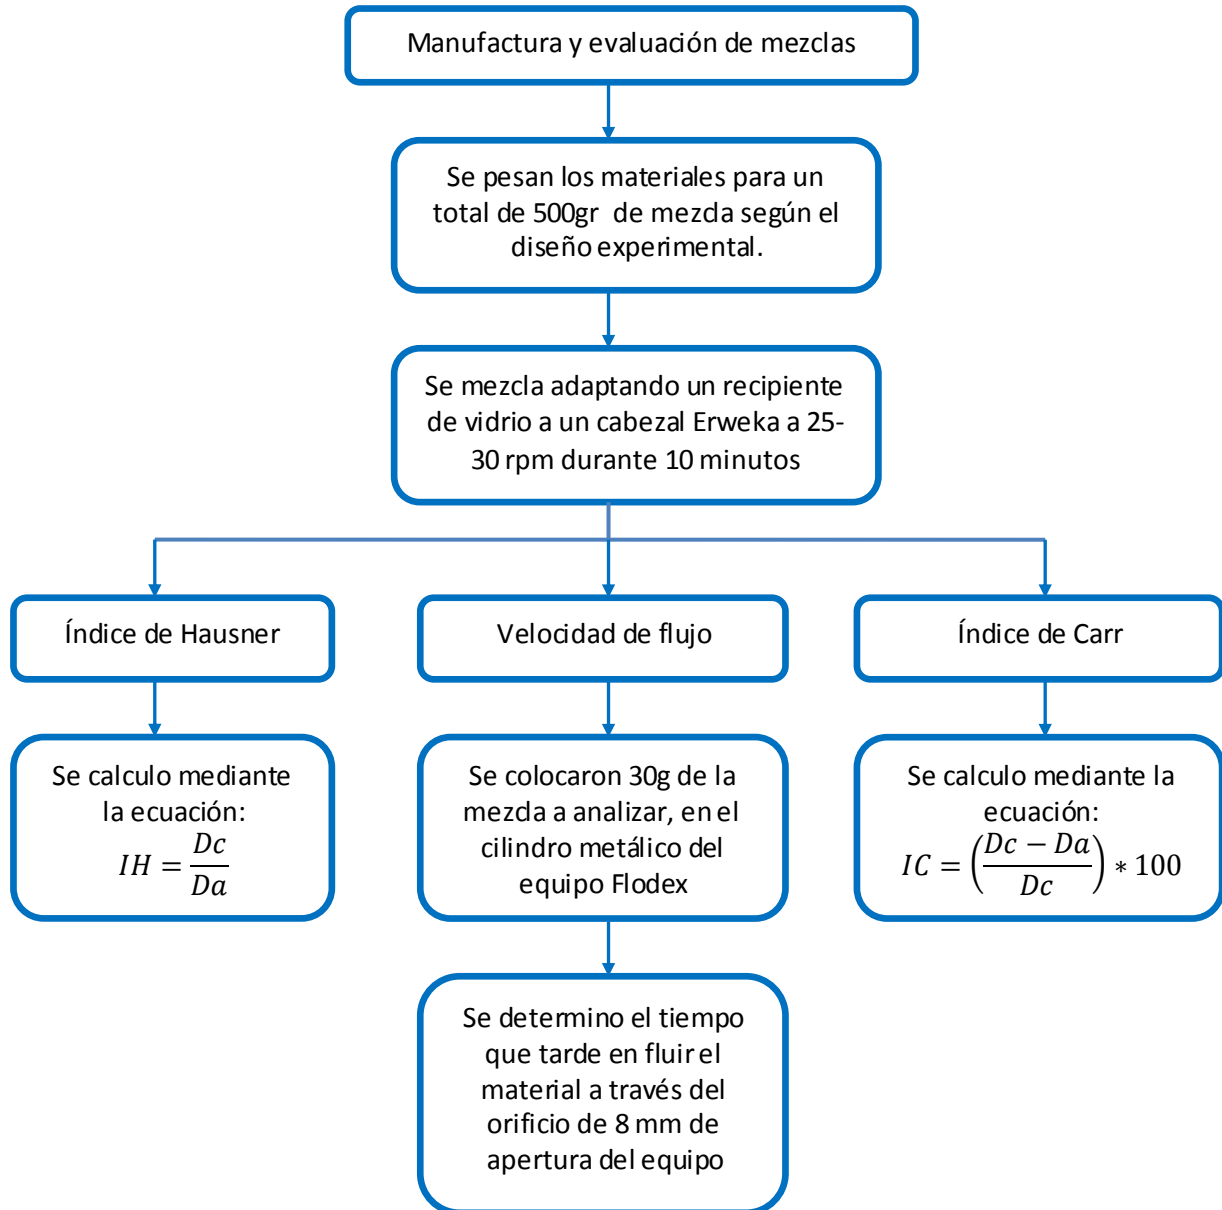 Manufactura y evaluación de mezclas
Se pesan los materiales para un
total de 500gr de mezcla según el
diseño experimental.
Se mezcla adaptando un recipiente
de vidrio a un cabezal Erweka a 25-
30 rpm durante 10 minutos
Índice de Hausner
Velocidad de flujo
Índice de Carr
Se calculo mediante
la ecuación:
IH = Dc/Da
Se colocaron 30g de la
mezcla a analizar, en el
cilindro metálico del
equipo Flodex
Se calculo mediante la
ecuación:
IC = ((Dc − Da)/Dc) * 100
Se determino el tiempo
que tarde en fluir el
material a través del
orificio de 8 mm de
apertura del equipo